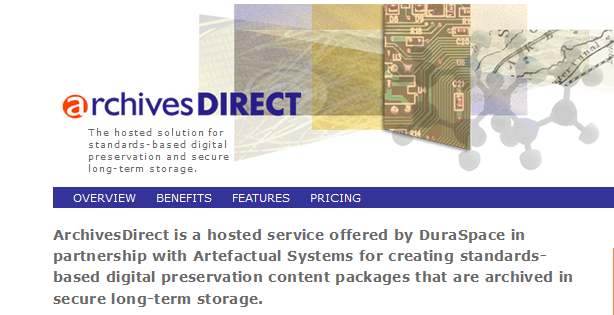 archivesDIRECT
The hosted solution for
standards-based digital
preservation and secure
long-term storage.
OVERVIEW BENEFITS FEATURES PRICING
ArchivesDirect is a hosted service offered by DuraSpace in
partnership with Artefactual Systems for creating standards-
based digital preservation content packages that are archived in
secure long-term storage.